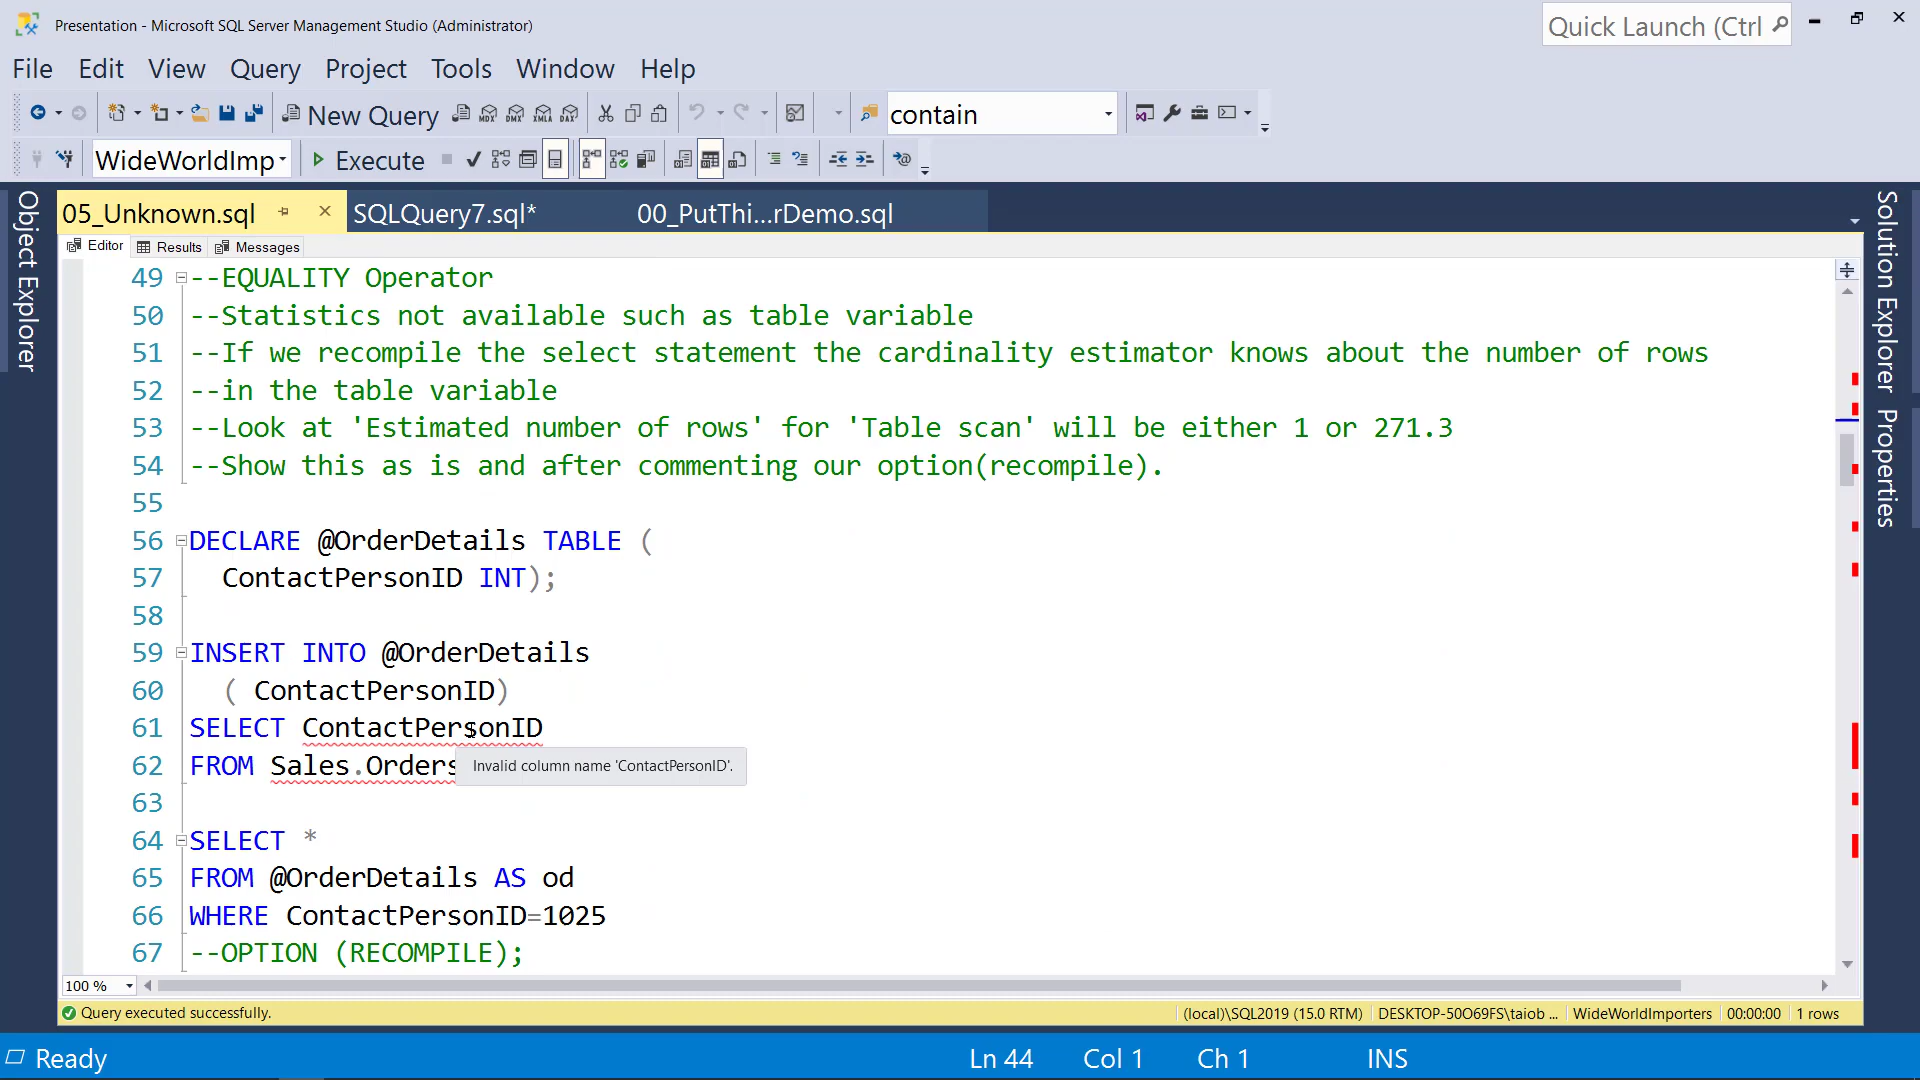 Presentation - Microsoft SQL Server Management Studio (Administrator)
Quick Launch (Ctrl
File Edit View Query Project Tools Window Help
New Query
MDX DMX XMLA DAX
contain
WideWorldImp
Execute
05_Unknown.sql
SQLQuery7.sql*
00_PutThi...rDemo.sql
Object Explorer
Solution Explorer
Properties
Editor
Results
Messages
49 --EQUALITY Operator
50 --Statistics not available such as table variable
51 --If we recompile the select statement the cardinality estimator knows about the number of rows
52 --in the table variable
53 --Look at 'Estimated number of rows' for 'Table scan' will be either 1 or 271.3
54 --Show this as is and after commenting our option(recompile).
55
56 DECLARE @OrderDetails TABLE (
57 ContactPersonID INT);
58
59 INSERT INTO @OrderDetails
60 ( ContactPersonID)
61 SELECT ContactPersonID
62 FROM Sales.Orders
Invalid column name 'ContactPersonID'.
63
64 SELECT *
65 FROM @OrderDetails AS od
66 WHERE ContactPersonID=1025
67 --OPTION (RECOMPILE);
100 %
Query executed successfully.
(local)\SQL2019 (15.0 RTM)
DESKTOP-50O69FS\taiob ...
WideWorldImporters
00:00:00
1 rows
Ready
Ln 44
Col 1
Ch 1
INS